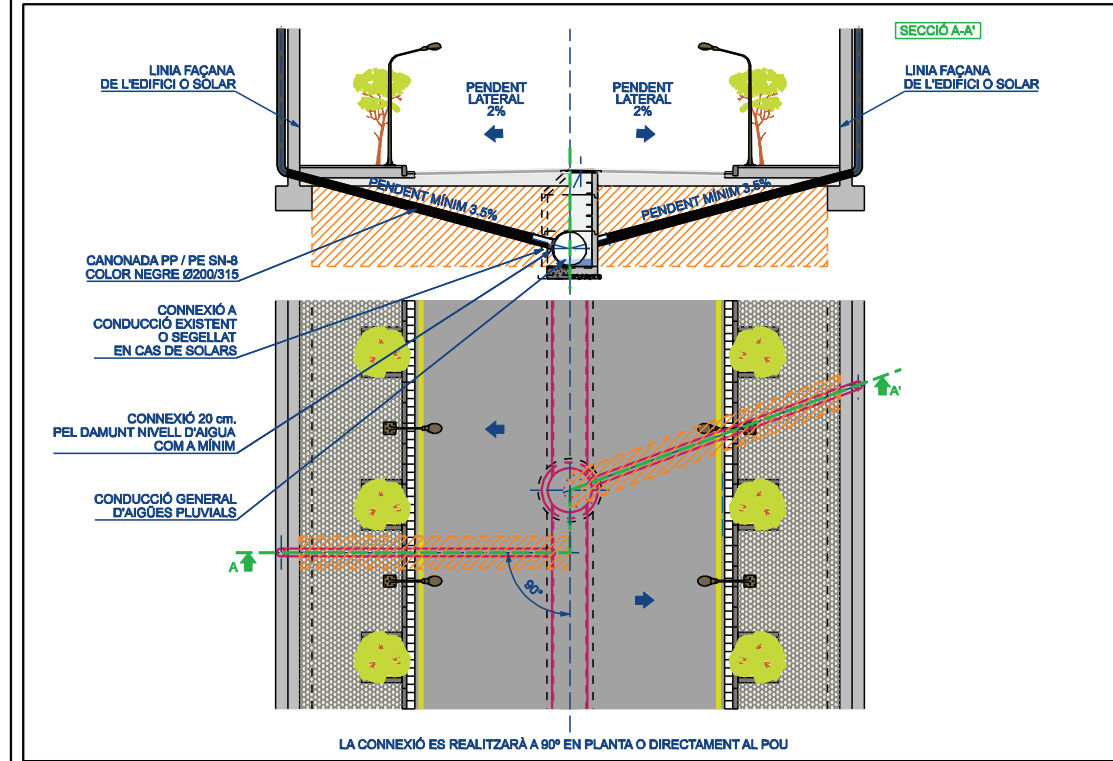 SECCIÓ A-A'
LINIA FAÇANA
DE L'EDIFICI O SOLAR
PENDENT
LATERAL
2%
PENDENT
LATERAL
2%
LINIA FAÇANA
DE L'EDIFICI O SOLAR
PENDENT MÍNIM 3.5%
PENDENT MÍNIM 3.5%
CANONADA PP / PE SN-8
COLOR NEGRE Ø200/315
CONNEXIÓ A
CONDUCCIÓ EXISTENT
O SEGELLAT
EN CAS DE SOLARS
CONNEXIÓ 20 cm.
PEL DAMUNT NIVELL D'AIGUA
COM A MÍNIM
CONDUCCIÓ GENERAL
D'AIGÜES PLUVIALS
A'
A
90°
LA CONNEXIÓ ES REALITZARÀ A 90º EN PLANTA O DIRECTAMENT AL POU